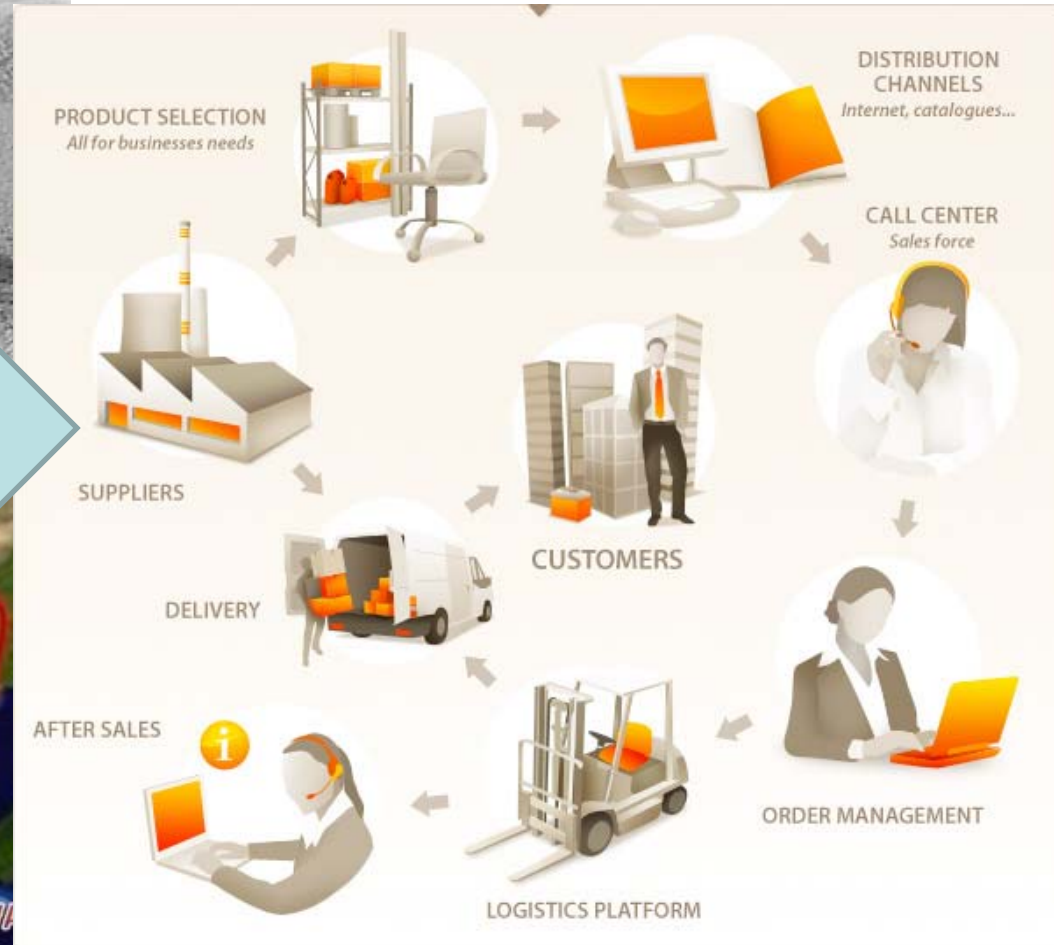 PRODUCT SELECTION
All for businesses needs
DISTRIBUTION
CHANNELS
Internet, catalogues...
CALL CENTER
Sales force
SUPPLIERS
CUSTOMERS
DELIVERY
AFTER SALES
i
ORDER MANAGEMENT
LOGISTICS PLATFORM